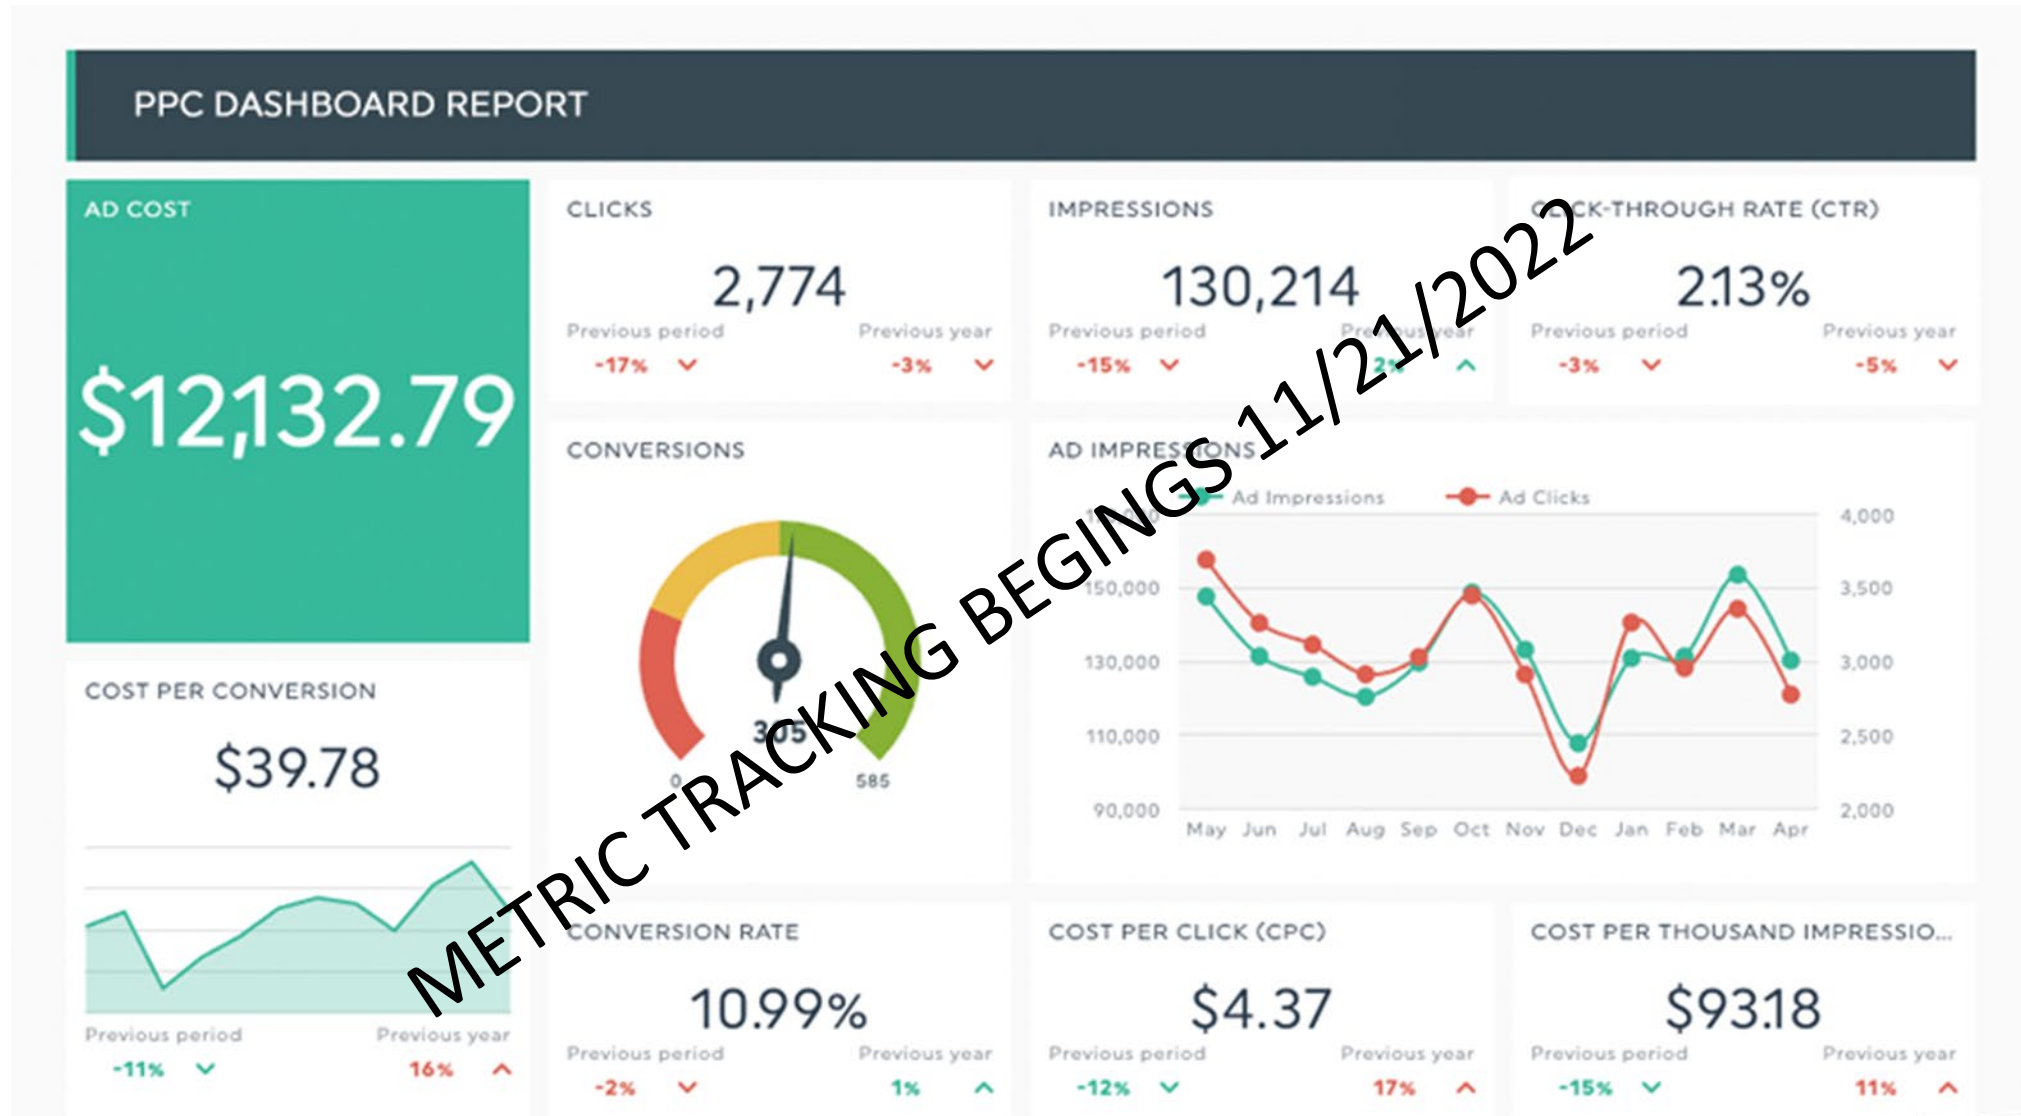 PPC DASHBOARD REPORT
AD COST
$12,132.79
CLICKS
2,774
Previous period Previous year
-17% -3%
IMPRESSIONS
130,214
Previous period Previous year
-15% 2%
CLICK-THROUGH RATE (CTR)
2.13%
Previous period Previous year
-3% -5%
COST PER CONVERSION
$39.78
Previous period Previous year
-11% 16%
CONVERSIONS
305
0 585
AD IMPRESSIONS
Ad Impressions Ad Clicks
4,000
150,000 3,500
130,000 3,000
110,000 2,500
90,000 2,000
May Jun Jul Aug Sep Oct Nov Dec Jan Feb Mar Apr
CONVERSION RATE
10.99%
Previous period Previous year
-2% 1%
COST PER CLICK (CPC)
$4.37
Previous period Previous year
-12% 17%
COST PER THOUSAND IMPRESSIO...
$93.18
Previous period Previous year
-15% 11%
METRIC TRACKING BEGINGS 11/21/2022